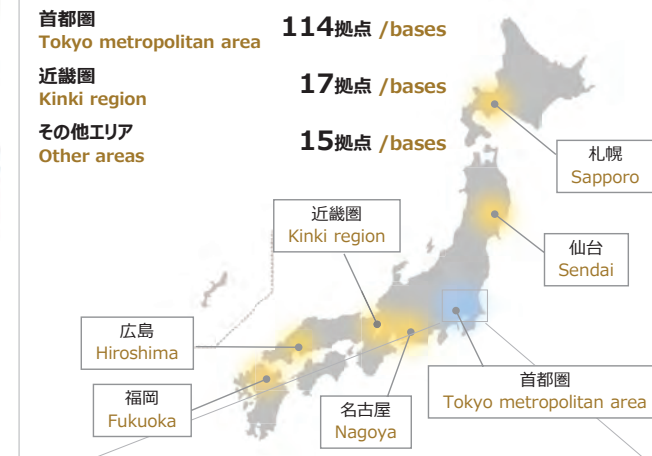 首都圏 114拠点 /bases
Tokyo metropolitan area
近畿圏 17拠点 /bases
Kinki region
その他エリア 15拠点 /bases
Other areas
札幌
Sapporo
近畿圏
Kinki region
仙台
Sendai
広島
Hiroshima
首都圏
Tokyo metropolitan area
福岡
Fukuoka
名古屋
Nagoya